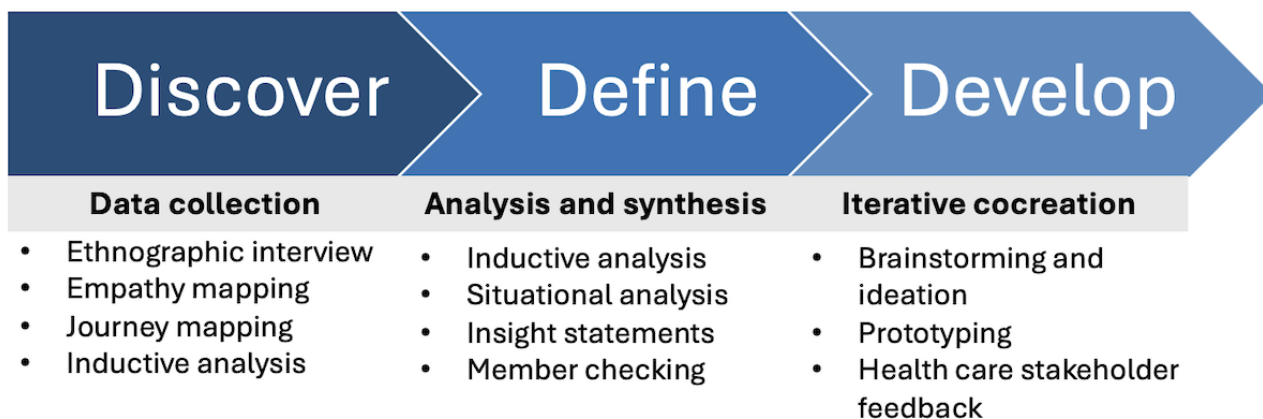 Discover
Define
Develop
Data collection
Analysis and synthesis
Iterative cocreation
• Ethnographic interview
• Empathy mapping
• Journey mapping
• Inductive analysis
• Inductive analysis
• Situational analysis
• Insight statements
• Member checking
• Brainstorming and
ideation
• Prototyping
• Health care stakeholder
feedback